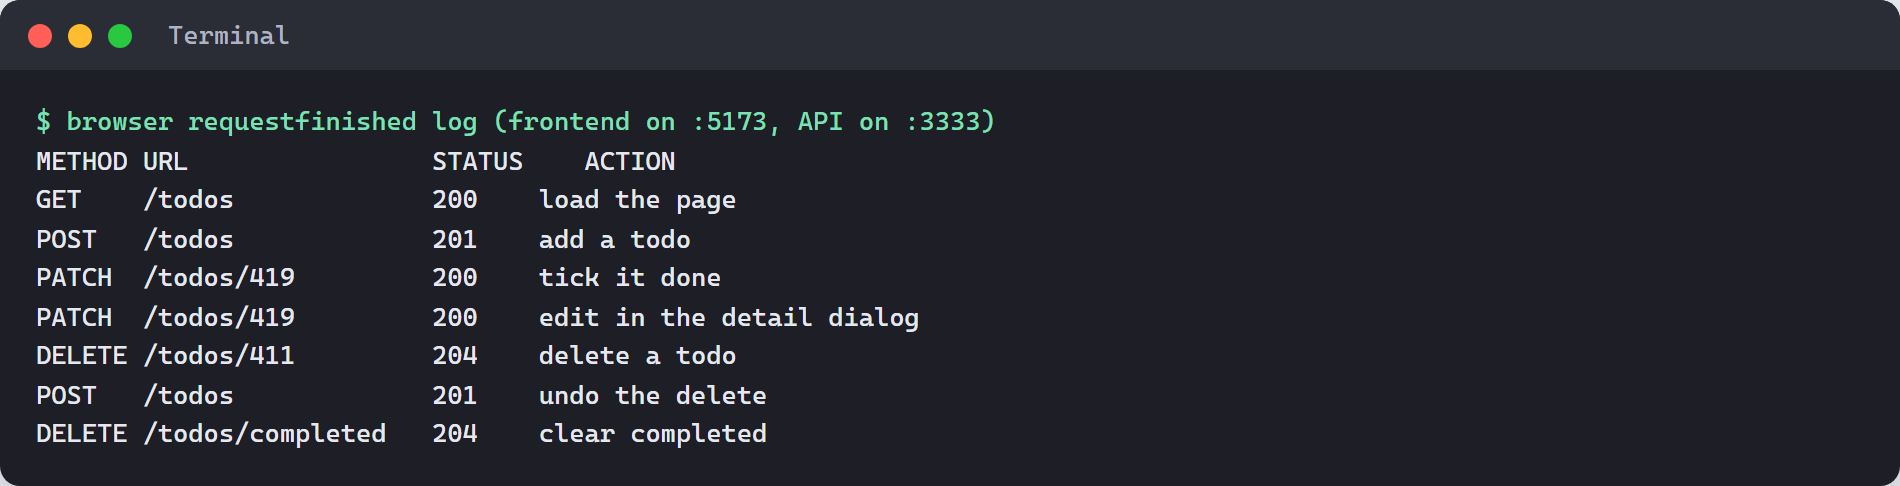 Terminal
$ browser requestfinished log (frontend on :5173, API on :3333)
METHOD URL                STATUS    ACTION
GET    /todos             200    load the page
POST   /todos             201    add a todo
PATCH  /todos/419         200    tick it done
PATCH  /todos/419         200    edit in the detail dialog
DELETE /todos/411         204    delete a todo
POST   /todos             201    undo the delete
DELETE /todos/completed   204    clear completed